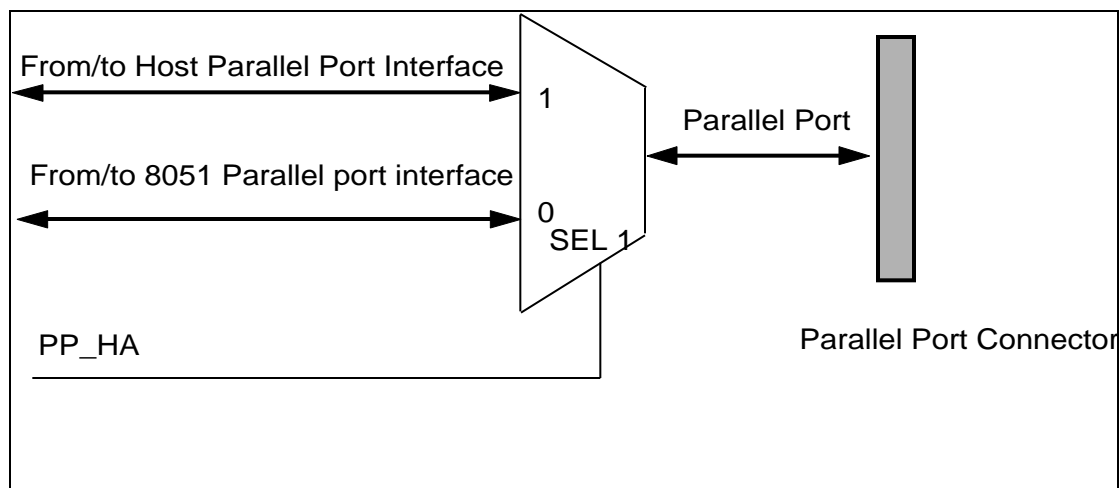 From/to Host Parallel Port Interface
1
Parallel Port
From/to 8051 Parallel port interface
0
SEL 1
PP_HA
Parallel Port Connector